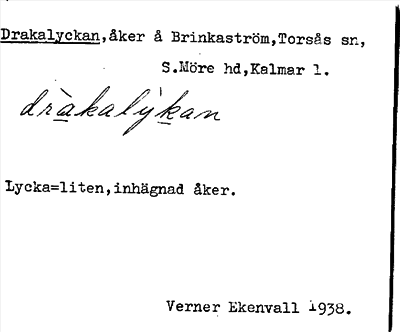 Drakalyckan,åker å Brinkaström,Torsås sn,
S.Möre hd,Kalmar l.
dràkalýkan
Lycka=liten,inhägnad åker.
Verner Ekenvall 1938.